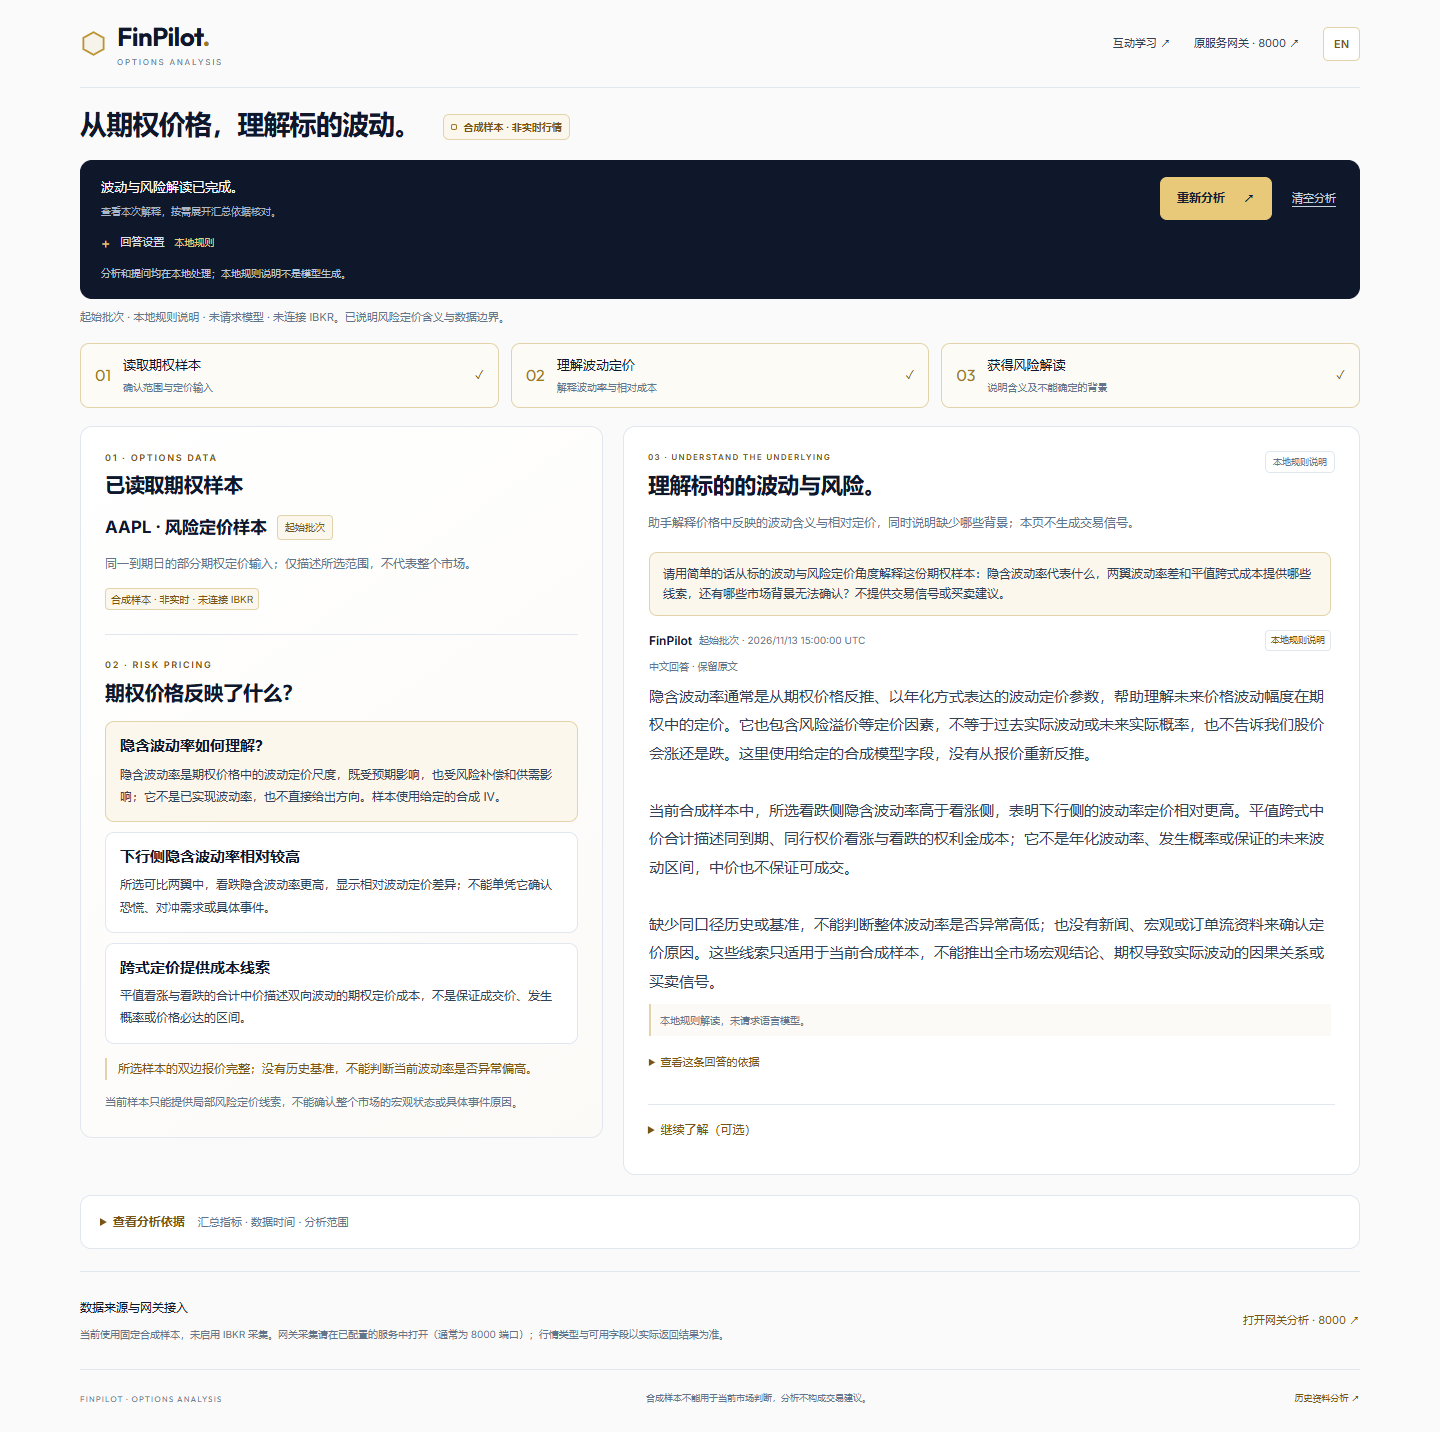 FinPilot.
OPTIONS ANALYSIS
互动学习 ↗
原服务网关 · 8000 ↗
EN
从期权价格，理解标的波动。
合成样本 · 非实时行情
波动与风险解读已完成。
查看本次解释，按需展开汇总依据核对。
+ 回答设置 本地规则
分析和提问均在本地处理；本地规则说明不是模型生成。
重新分析 ↗
清空分析
起始批次 · 本地规则说明 · 未请求模型 · 未连接 IBKR。已说明风险定价含义与数据边界。
01 读取期权样本 ✓
确认范围与定价输入
02 理解波动定价 ✓
解释波动率与相对成本
03 获得风险解读 ✓
说明含义及不能确定的背景
01 · OPTIONS DATA
已读取期权样本
AAPL · 风险定价样本 起始批次
同一到期日的部分期权定价输入；仅描述所选范围，不代表整个市场。
合成样本 · 非实时 · 未连接 IBKR
02 · RISK PRICING
期权价格反映了什么？
隐含波动率如何理解？
隐含波动率是期权价格中的波动定价尺度，既受预期影响，也受风险补偿和供需影
响；它不是已实现波动率，也不直接给出方向。样本使用给定的合成 IV。
下行侧隐含波动率相对较高
所选可比两翼中，看跌隐含波动率更高，显示相对波动定价差异；不能单凭它确认
恐慌、对冲需求或具体事件。
跨式定价提供成本线索
平值看涨与看跌的合计中价描述双向波动的期权定价成本，不是保证成交价、发生
概率或价格必达的区间。
所选样本的双边报价完整；没有历史基准，不能判断当前波动率是否异常偏高。
当前样本只能提供局部风险定价线索，不能确认整个市场的宏观状态或具体事件原因。
03 · UNDERSTAND THE UNDERLYING
本地规则说明
理解标的的波动与风险。
助手解释价格中反映的波动含义与相对定价，同时说明缺少哪些背景；本页不生成交易信号。
请用简单的话从标的波动与风险定价角度解释这份期权样本：隐含波动率代表什么，两翼波动率差和平值跨式成本提供哪些
线索，还有哪些市场背景无法确认？不提供交易信号或买卖建议。
FinPilot 起始批次 · 2026/11/13 15:00:00 UTC
本地规则说明
中文回答 · 保留原文
隐含波动率通常是从期权价格反推、以年化方式表达的波动定价参数，帮助理解未来价格波动幅度在期
权中的定价。它也包含风险溢价等定价因素，不等于过去实际波动或未来实际概率，也不告诉我们股价
会涨还是跌。这里使用给定的合成模型字段，没有从报价重新反推。
当前合成样本中，所选看跌侧隐含波动率高于看涨侧，表明下行侧的波动率定价相对更高。平值跨式中
价合计描述同到期、同行权价看涨与看跌的权利金成本；它不是年化波动率、发生概率或保证的未来波
动区间，中价也不保证可成交。
缺少同口径历史或基准，不能判断整体波动率是否异常高低；也没有新闻、宏观或订单流资料来确认定
价原因。这些线索只适用于当前合成样本，不能推出全市场宏观结论、期权导致实际波动的因果关系或
买卖信号。
本地规则解读，未请求语言模型。
▶ 查看这条回答的依据
▶ 继续了解（可选）
▶ 查看分析依据 汇总指标 · 数据时间 · 分析范围
数据来源与网关接入
当前使用固定合成样本，未启用 IBKR 采集。网关采集请在已配置的服务中打开（通常为 8000 端口）；行情类型与可用字段以实际返回结果为准。
打开网关分析 · 8000 ↗
FINPILOT · OPTIONS ANALYSIS
合成样本不能用于当前市场判断，分析不构成交易建议。
历史资料分析 ↗